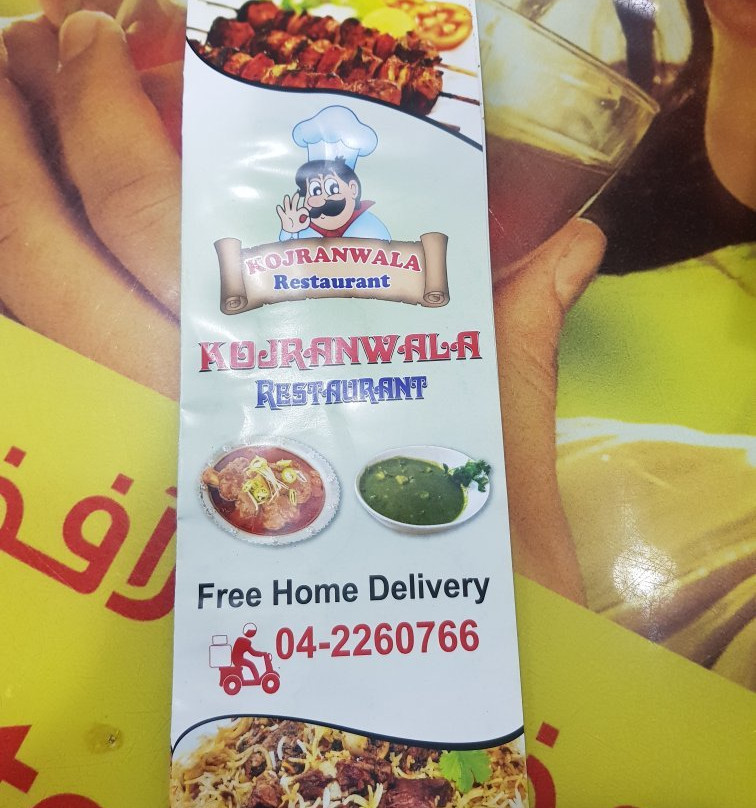 KOJRANWALA
Restaurant
KOJRANWALA
RESTAURANT
Free Home Delivery
04-2260766